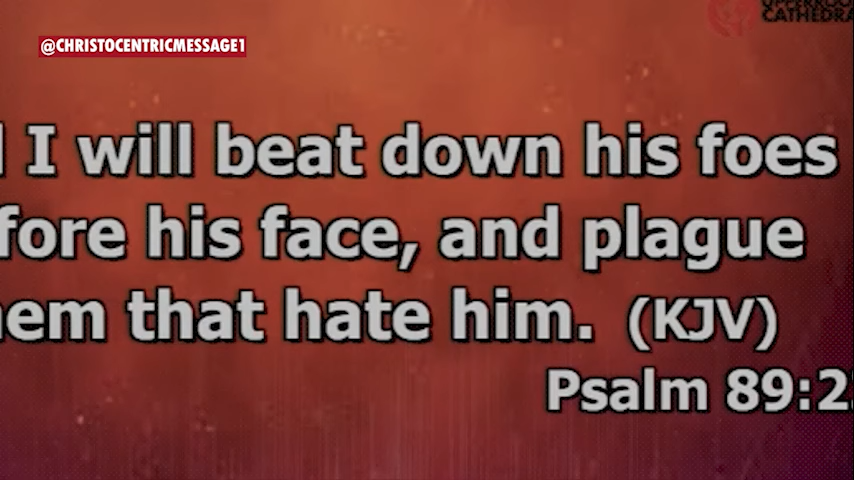 CATHEDRA
@CHRISTOCENTRICMESSAGE1
I will beat down his foes
fore his face, and plague
em that hate him. (KJV)
Psalm 89:2